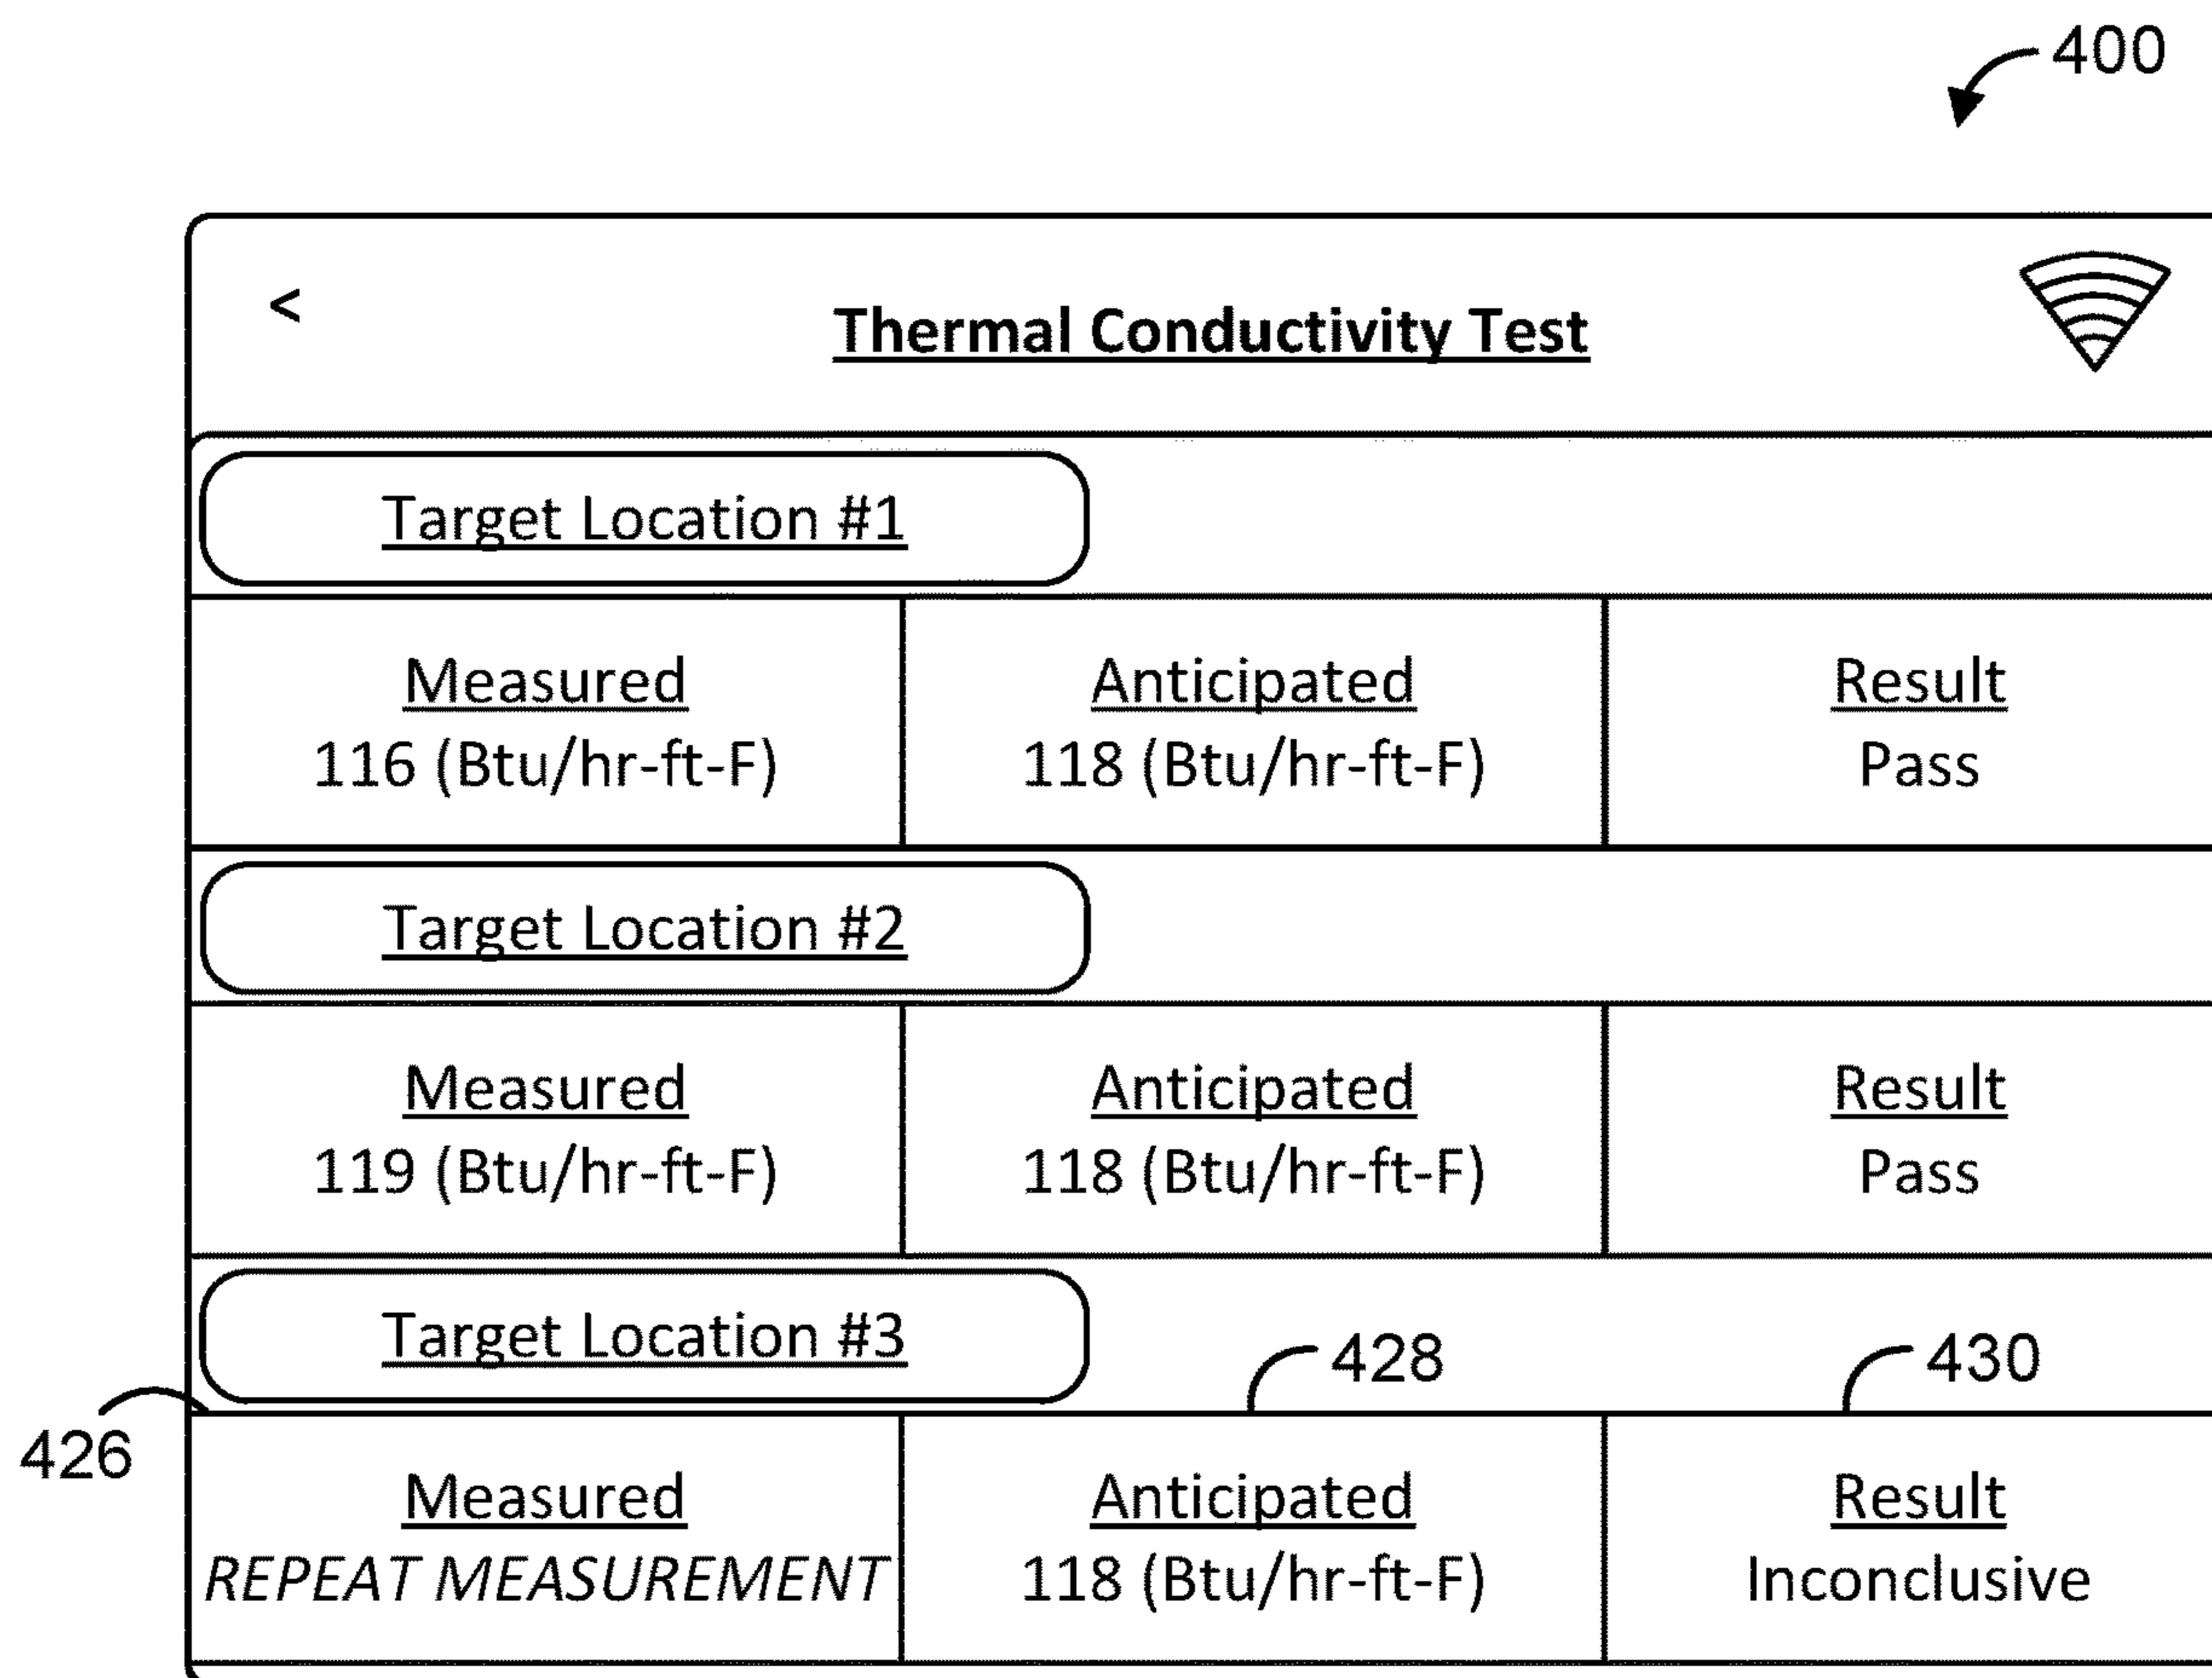 400
<
Thermal Conductivity Test
Target Location #1
Measured
116 (Btu/hr-ft-F)
Anticipated
118 (Btu/hr-ft-F)
Result
Pass
Target Location #2
Measured
119 (Btu/hr-ft-F)
Anticipated
118 (Btu/hr-ft-F)
Result
Pass
Target Location #3
428
430
426
Measured
REPEAT MEASUREMENT
Anticipated
118 (Btu/hr-ft-F)
Result
Inconclusive